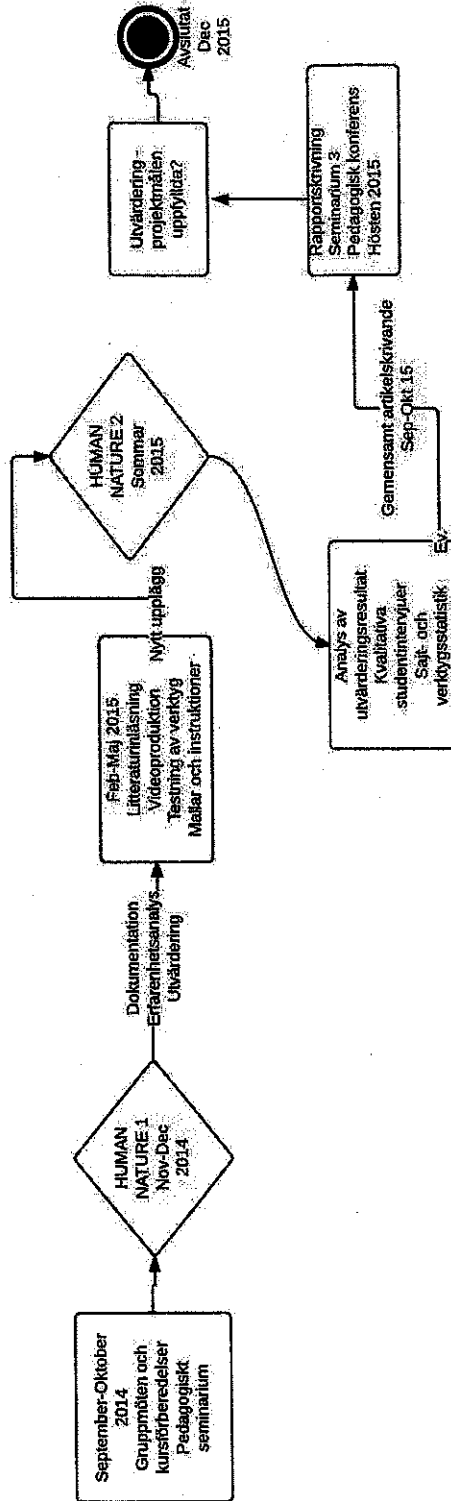 September-Oktober
2014
Gruppmöten och
kursförberedelser
Pedagogiskt
seminarium
HUMAN
NATURE 1
Nov-Dec
2014
Dokumentation
Erfarenhetsanalys
Utvärdering
Feb-Maj 2015
Litteraturinläsning
Videoproduktion
Testning av verktyg
Mallar och instruktioner
Nytt upplägg
HUMAN
NATURE 2
Sommar
2015
Analys av
utvärderingsresultat
Kvalitativa
studentintervjuer
Sajt- och
verktygsstatistik
Ev.
Gemensamt artikelskrivande
Sep-Okt 15
Rapportskrivning
Seminarium 3
Pedagogisk konferens
Hösten 2015
Utvärdering -
projektmålen
uppfyllda?
Avslutat
Dec
2015